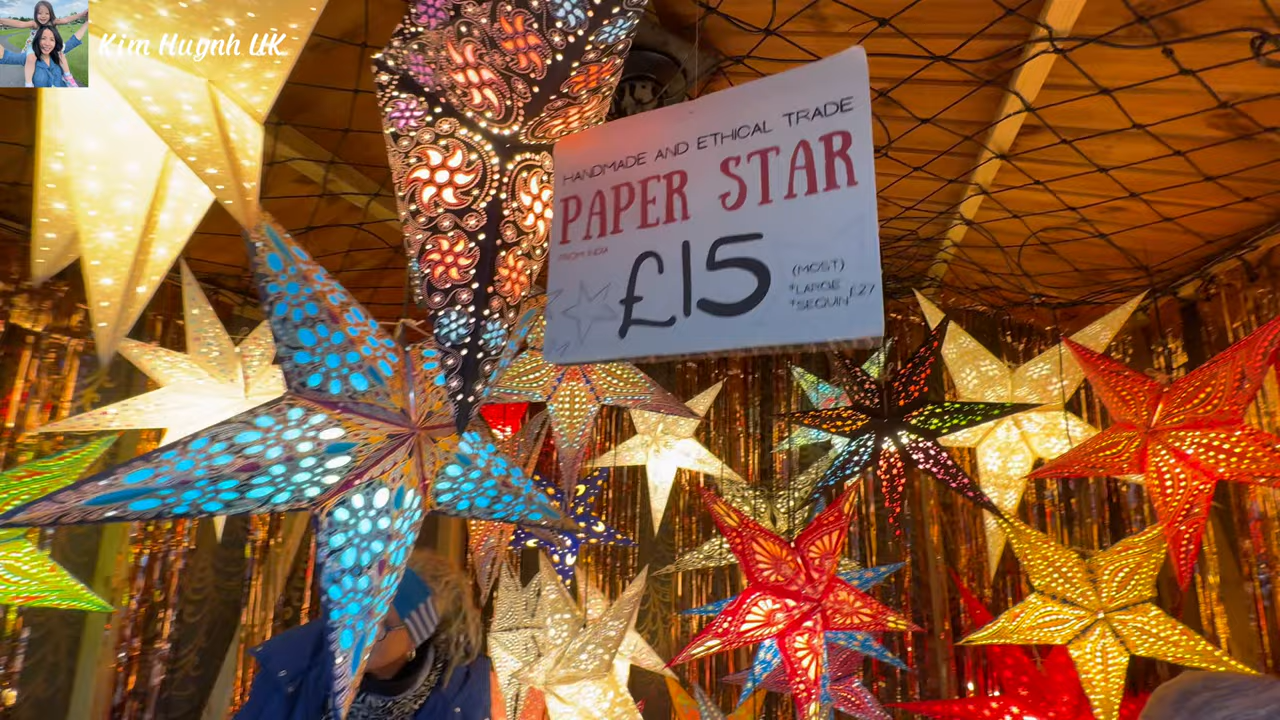 Kim Huynh UK
HANDMADE AND ETHICAL TRADE
PAPER STAR
FROM INDIA
£15
(MOST)
*LARGE
*SEQUIN £27